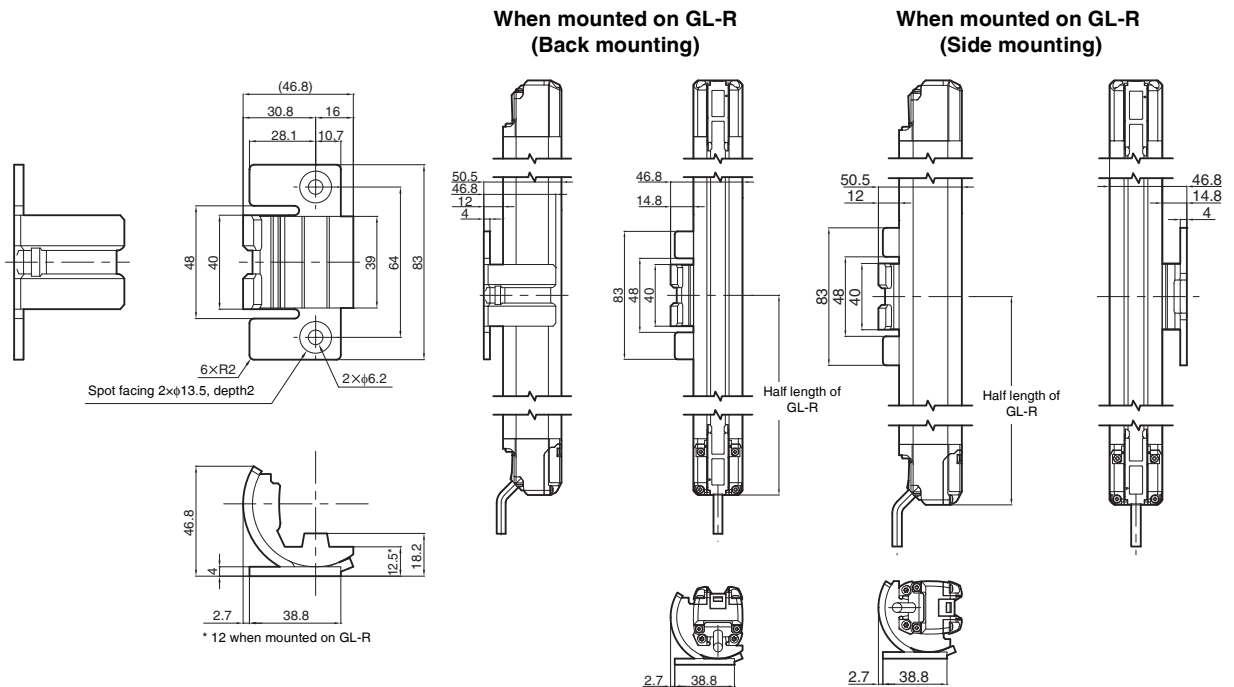 When mounted on GL-R
(Back mounting)
When mounted on GL-R
(Side mounting)
(46.8)
30.8 16
28.1 10.7
48 40 39 64 83
6×R2
2×ϕ6.2
Spot facing 2×ϕ13.5, depth2
50.5
46.8
12
4
46.8
14.8
83 48 40
Half length of
GL-R
50.5
12
83 48 40
Half length of
GL-R
46.8
14.8
4
46.8
4
12.5*
18.2
2.7 38.8
* 12 when mounted on GL-R
2.7 38.8
2.7 38.8